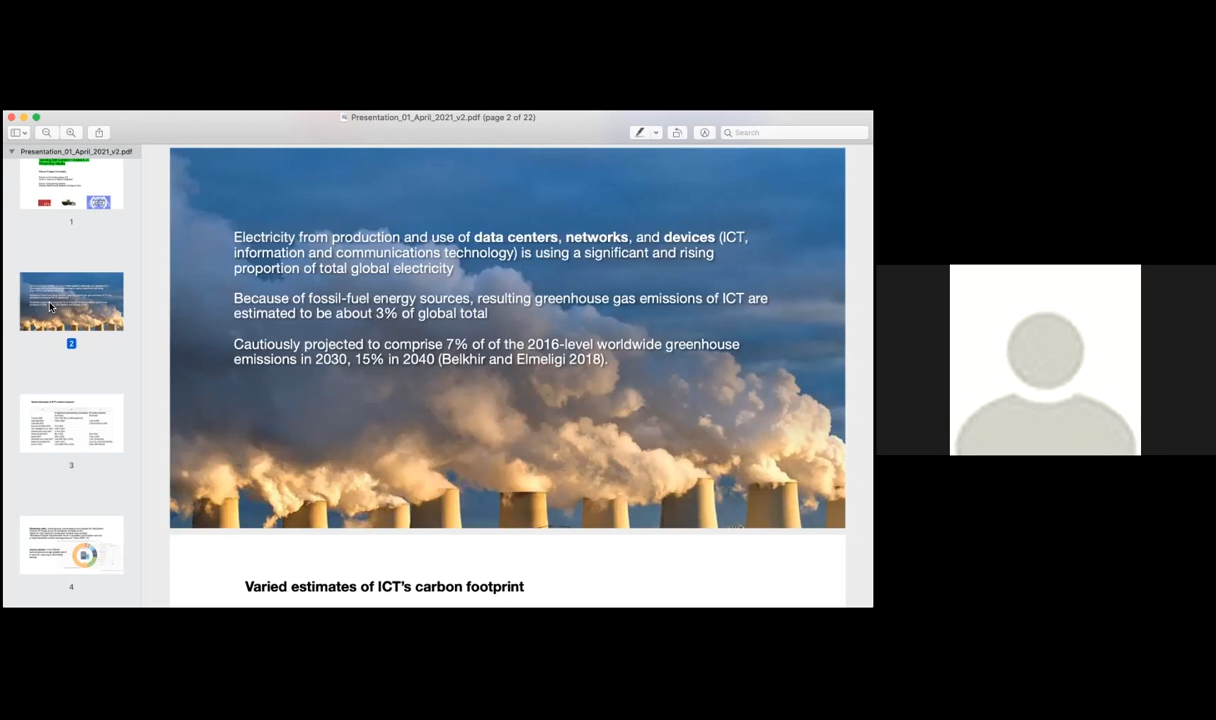 Presentation_01_April_2021_v2.pdf (page 2 of 22)
Search
Presentation_01_April_2021_v2.pdf
1
2
3
4
Electricity from production and use of data centers, networks, and devices (ICT,
information and communications technology) is using a significant and rising
proportion of total global electricity
Because of fossil-fuel energy sources, resulting greenhouse gas emissions of ICT are
estimated to be about 3% of global total
Cautiously projected to comprise 7% of of the 2016-level worldwide greenhouse
emissions in 2030, 15% in 2040 (Belkhir and Elmeligi 2018).
Varied estimates of ICT’s carbon footprint